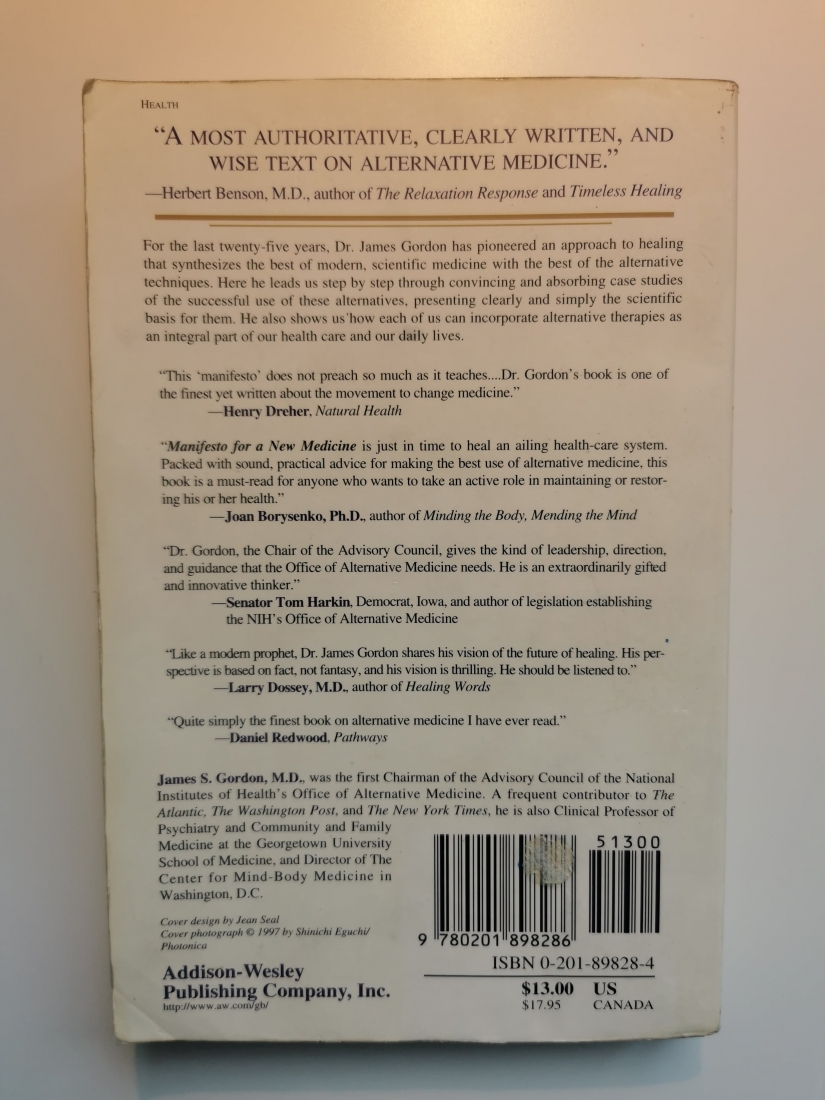 HEALTH
“A MOST AUTHORITATIVE, CLEARLY WRITTEN, AND
WISE TEXT ON ALTERNATIVE MEDICINE.”
—Herbert Benson, M.D., author of The Relaxation Response and Timeless Healing
For the last twenty-five years, Dr. James Gordon has pioneered an approach to healing
that synthesizes the best of modern, scientific medicine with the best of the alternative
techniques. Here he leads us step by step through convincing and absorbing case studies
of the successful use of these alternatives, presenting clearly and simply the scientific
basis for them. He also shows us how each of us can incorporate alternative therapies as
an integral part of our health care and our daily lives.
“This ‘manifesto’ does not preach so much as it teaches....Dr. Gordon’s book is one of
the finest yet written about the movement to change medicine.”
—Henry Dreher, Natural Health
“Manifesto for a New Medicine is just in time to heal an ailing health-care system.
Packed with sound, practical advice for making the best use of alternative medicine, this
book is a must-read for anyone who wants to take an active role in maintaining or restor-
ing his or her health.”
—Joan Borysenko, Ph.D., author of Minding the Body, Mending the Mind
“Dr. Gordon, the Chair of the Advisory Council, gives the kind of leadership, direction,
and guidance that the Office of Alternative Medicine needs. He is an extraordinarily gifted
and innovative thinker.”
—Senator Tom Harkin, Democrat, Iowa, and author of legislation establishing
the NIH’s Office of Alternative Medicine
“Like a modern prophet, Dr. James Gordon shares his vision of the future of healing. His per-
spective is based on fact, not fantasy, and his vision is thrilling. He should be listened to.”
—Larry Dossey, M.D., author of Healing Words
“Quite simply the finest book on alternative medicine I have ever read.”
—Daniel Redwood, Pathways
James S. Gordon, M.D., was the first Chairman of the Advisory Council of the National
Institutes of Health’s Office of Alternative Medicine. A frequent contributor to The
Atlantic, The Washington Post, and The New York Times, he is also Clinical Professor of
Psychiatry and Community and Family
Medicine at the Georgetown University
School of Medicine, and Director of The
Center for Mind-Body Medicine in
Washington, D.C.
Cover design by Jean Seal
Cover photograph © 1997 by Shinichi Eguchi/
Photonica
Addison-Wesley
Publishing Company, Inc.
http://www.aw.com/gb/
51300
9 780201 898286
ISBN 0-201-89828-4
$13.00 US
$17.95 CANADA